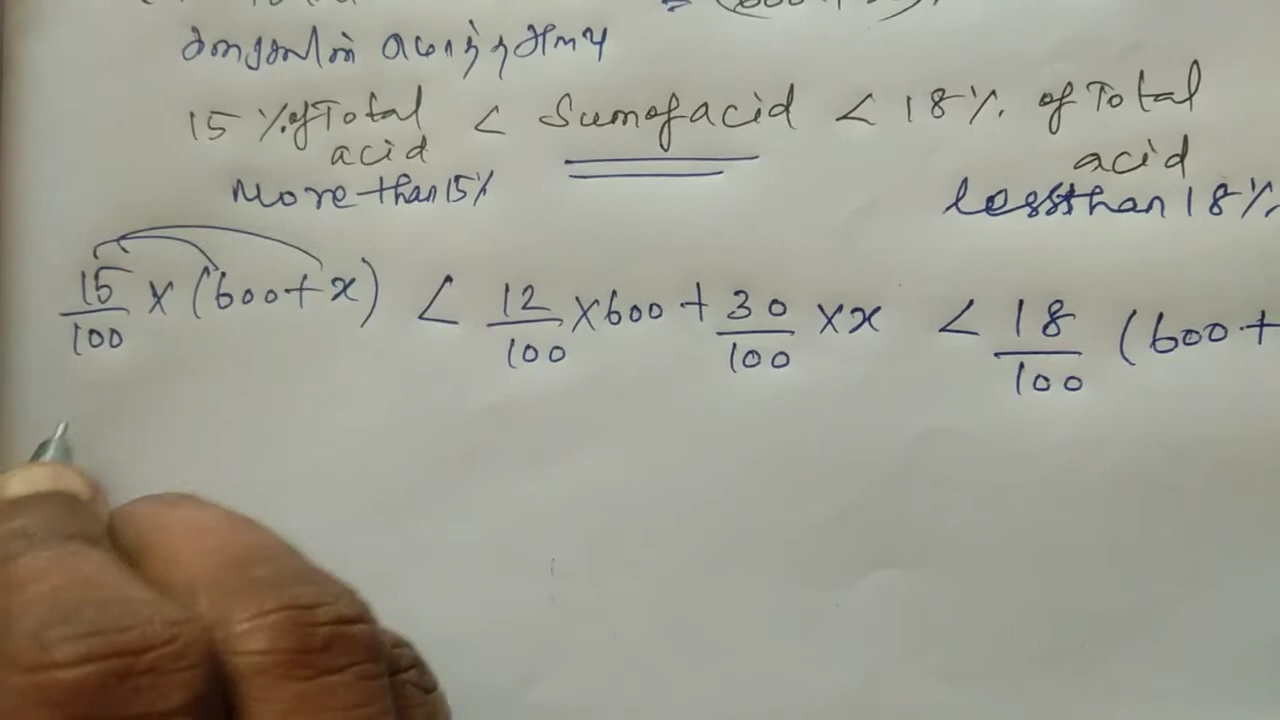 15 %.of Total acid < Sum of acid < 18 %. of Total acid
More than 15%
less than 18%
15/100 × (600+x) < 12/100 ×600 + 30/100 ×x < 18/100 (600+